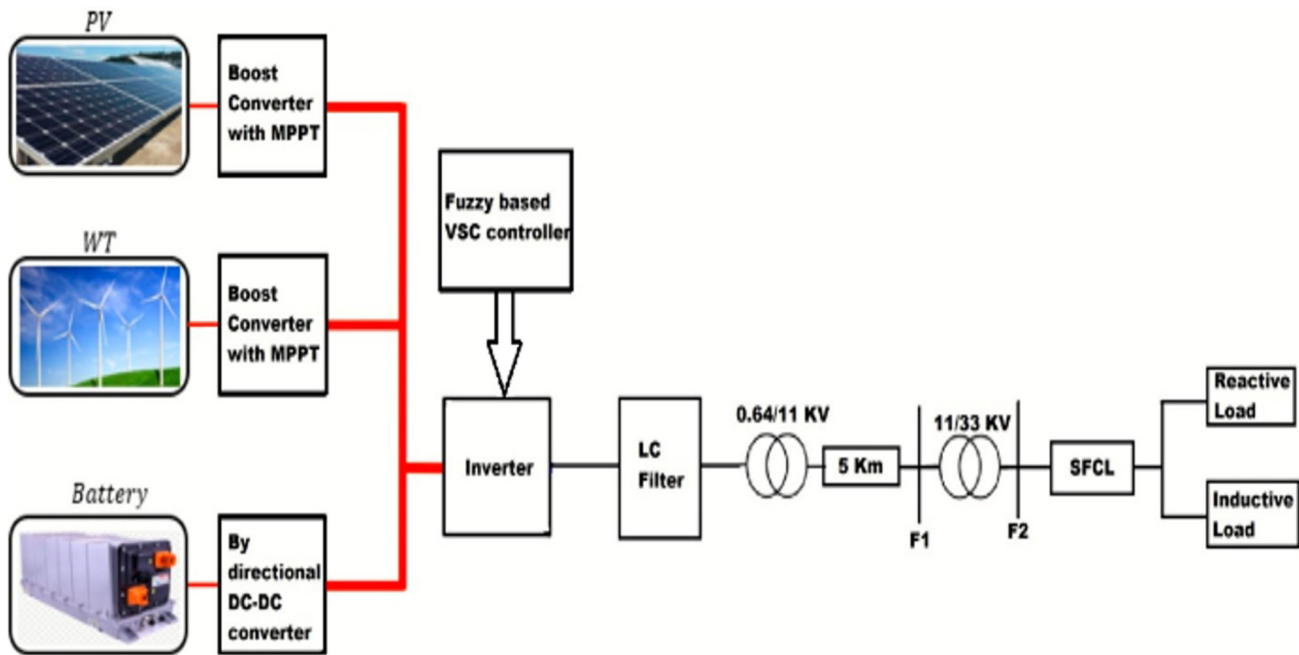 PV
Boost
Converter
with MPPT
Fuzzy based
VSC controller
WT
Boost
Converter
with MPPT
Inverter
LC
Filter
0.64/11 KV
5 Km
F1
11/33 KV
F2
SFCL
Reactive
Load
Inductive
Load
Battery
By
directional
DC-DC
converter